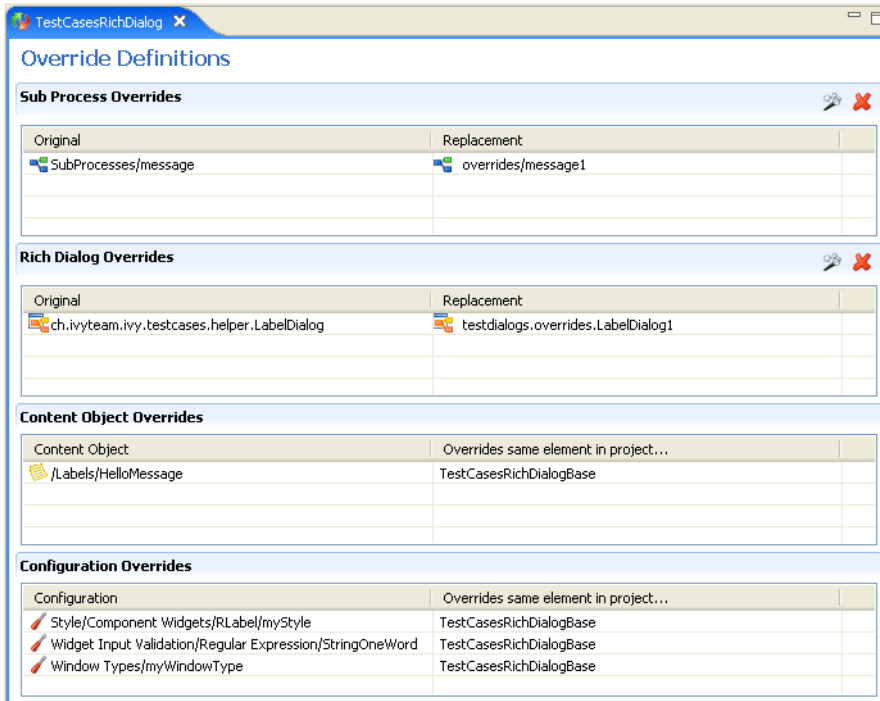 TestCasesRichDialog
Override Definitions
Sub Process Overrides
Original Replacement
SubProcesses/message overrides/message1
Rich Dialog Overrides
Original Replacement
ch.ivyteam.ivy.testcases.helper.LabelDialog testdialogs.overrides.LabelDialog1
Content Object Overrides
Content Object Overrides same element in project...
/Labels/HelloMessage TestCasesRichDialogBase
Configuration Overrides
Configuration Overrides same element in project...
Style/Component Widgets/RLabel/myStyle TestCasesRichDialogBase
Widget Input Validation/Regular Expression/StringOneWord TestCasesRichDialogBase
Window Types/myWindowType TestCasesRichDialogBase